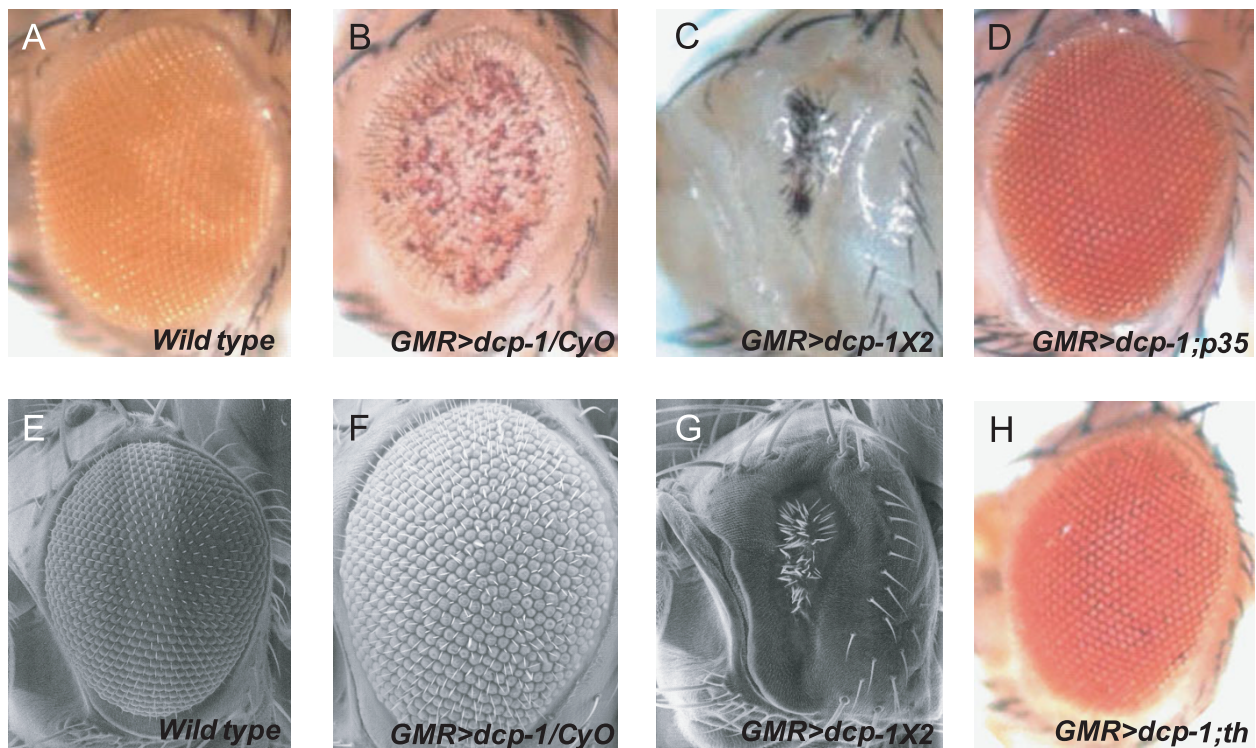 A
Wild type
B
GMR>dcp-1/CyO
C
GMR>dcp-1X2
D
GMR>dcp-1;p35
E
Wild type
F
GMR>dcp-1/CyO
G
GMR>dcp-1X2
H
GMR>dcp-1;th